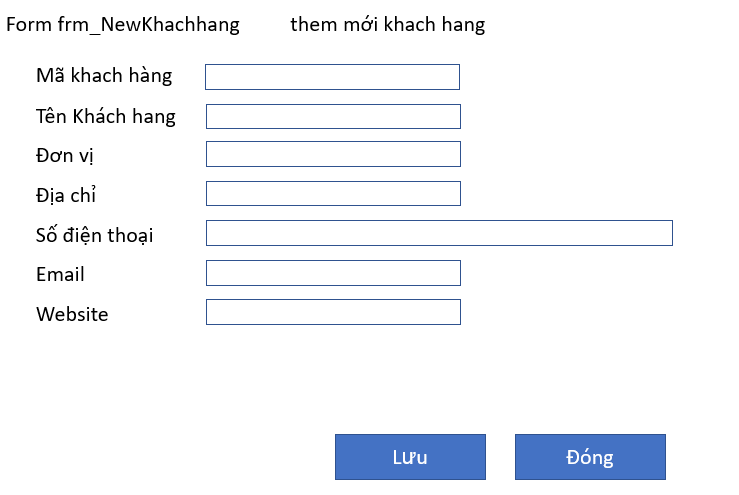 Form frm_NewKhachhang them mới khach hang
Mã khach hàng
Tên Khách hang
Đơn vị
Địa chỉ
Số điện thoại
Email
Website
Lưu Đóng